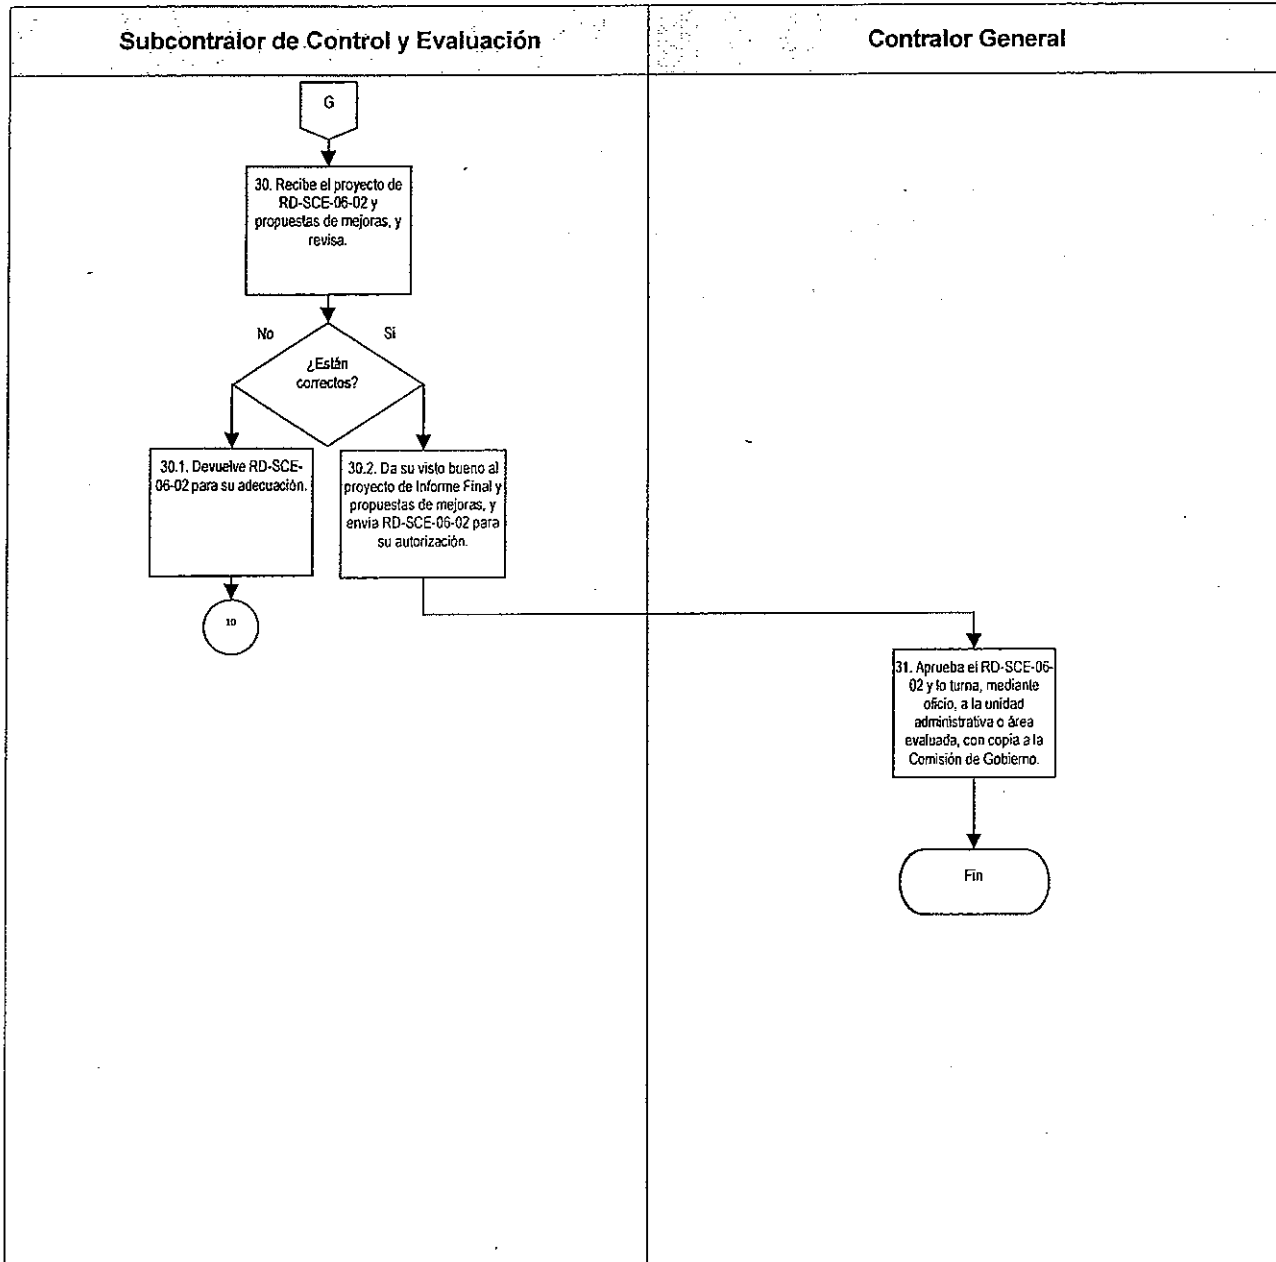 Subcontralor de Control y Evaluación
Contralor General
G
30. Recibe el proyecto de
RD-SCE-06-02 y
propuestas de mejoras, y
revisa.
No
Si
¿Están
correctos?
30.1. Devuelve RD-SCE-
06-02 para su adecuación.
30.2. Da su visto bueno al
proyecto de Informe Final y
propuestas de mejoras, y
envia RD-SCE-06-02 para
su autorización.
10
31. Aprueba el RD-SCE-06-
02 y lo turna, mediante
oficio, a la unidad
administrativa o área
evaluada, con copia a la
Comisión de Gobierno.
Fin